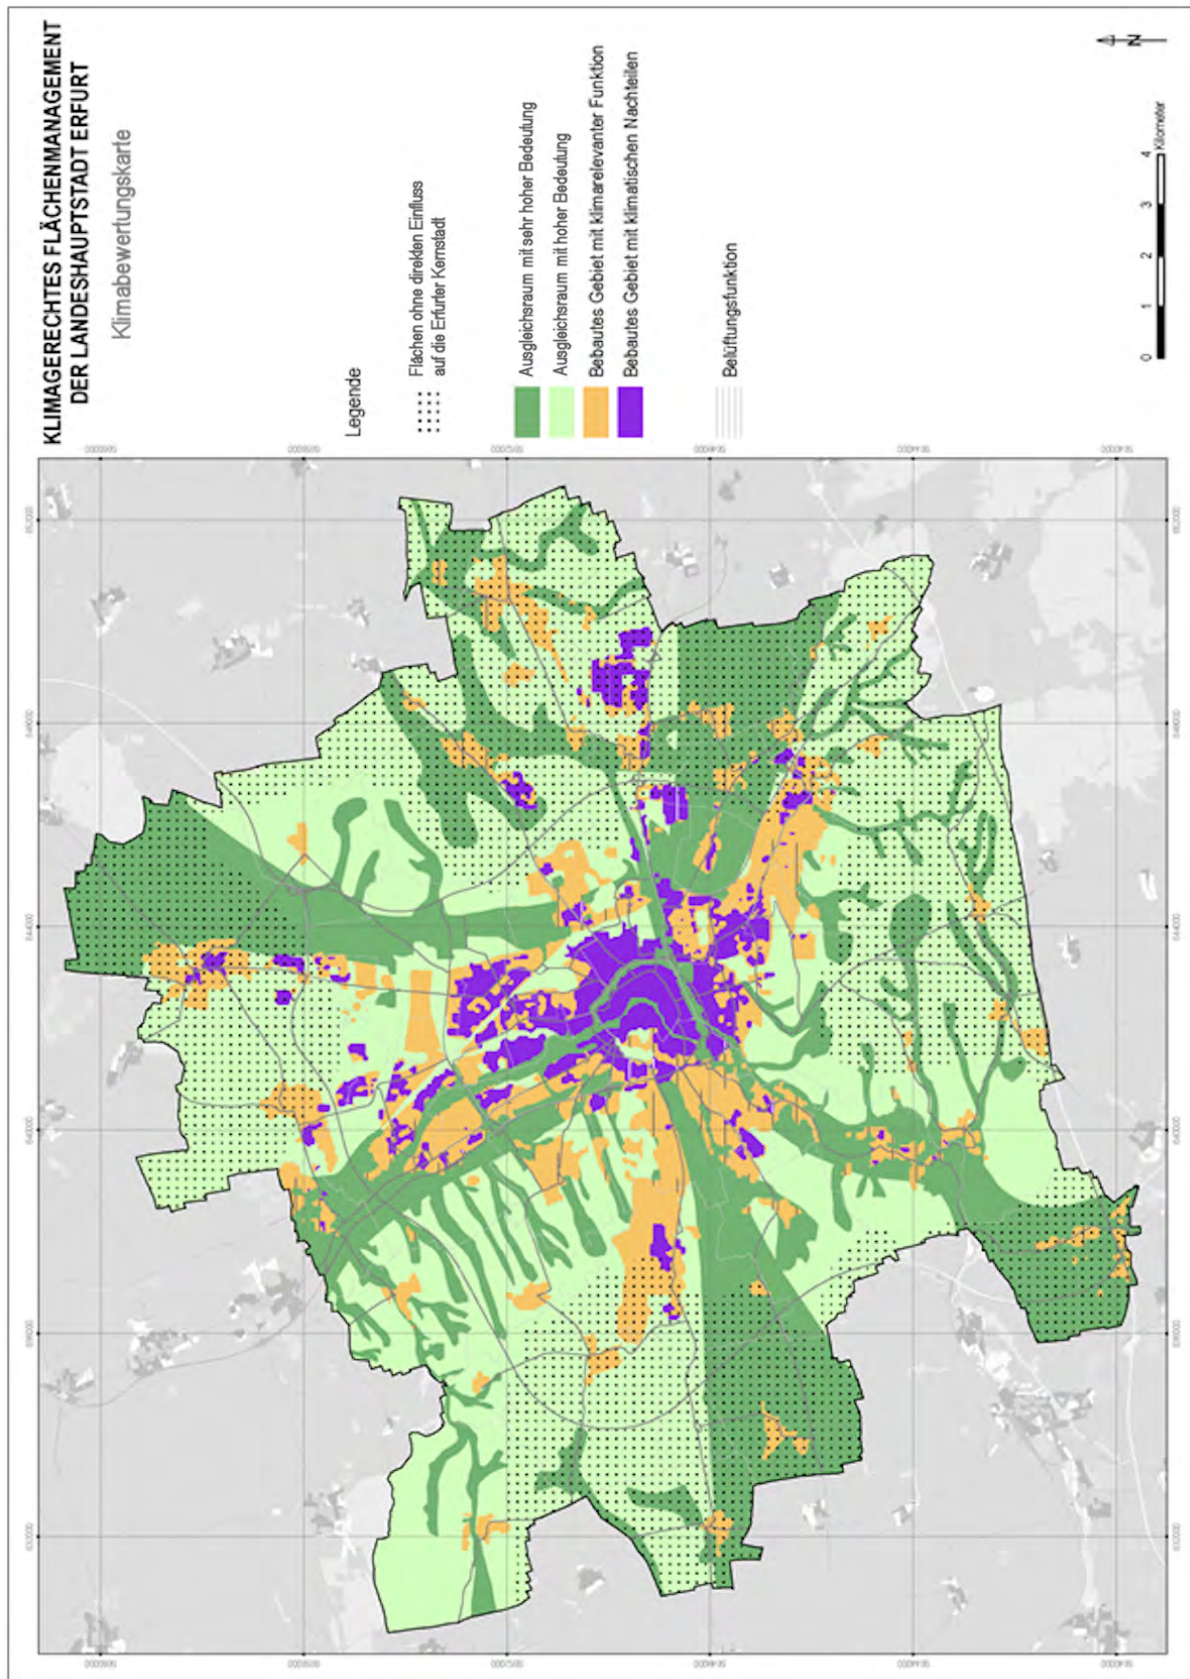 KLIMAGERECHTES FLÄCHENMANAGEMENT
DER LANDESHAUPTSTADT ERFURT
Klimabewertungskarte
Legende
Flächen ohne direkten Einfluss
auf die Erfurter Kernstadt
Ausgleichsraum mit sehr hoher Bedeutung
Ausgleichsraum mit hoher Bedeutung
Bebautes Gebiet mit klimarelevanter Funktion
Bebautes Gebiet mit klimatischen Nachteilen
Belüftungsfunktion
0 1 2 3 4
Kilometer
N